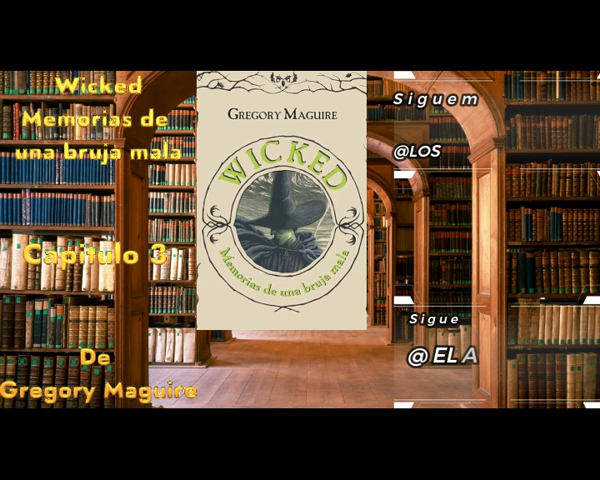 Wicked
Memorias de
una bruja mala
Capitulo 3
De
Gregory Maguire
GREGORY MAGUIRE
WICKED
Memorias de una bruja mala
Siguem
@LOS
Sigue
@ELA